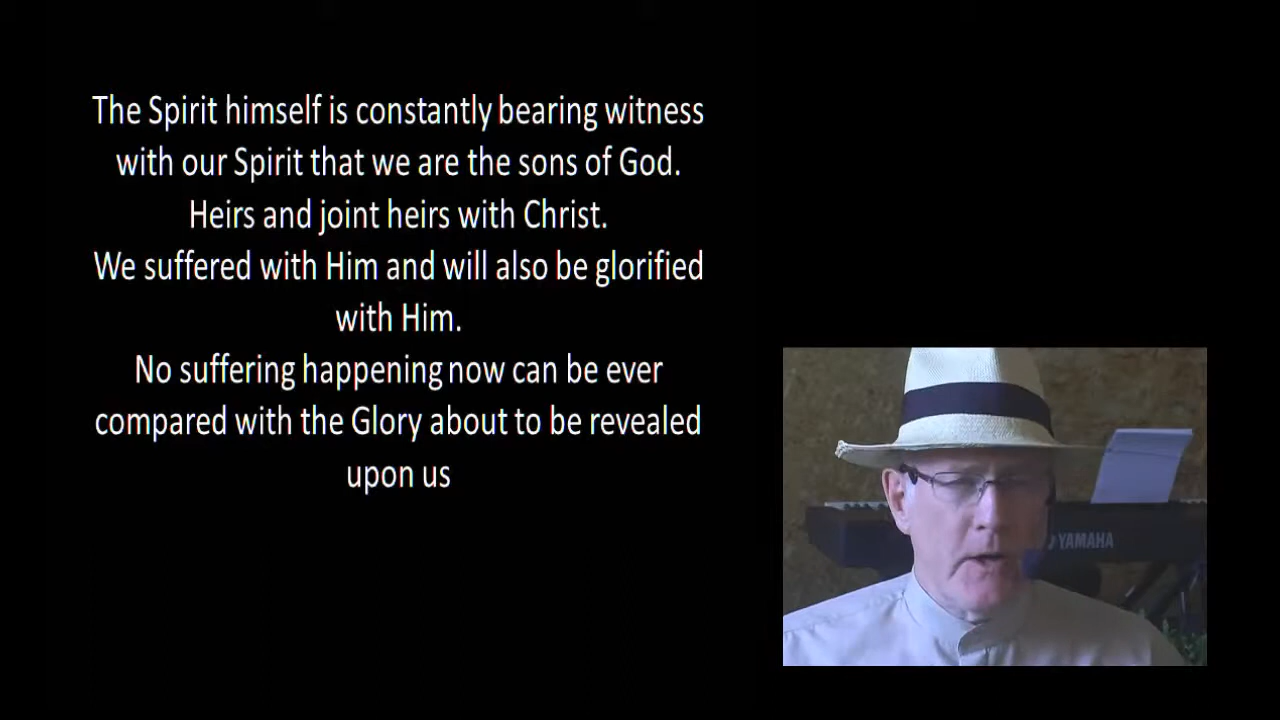 The Spirit himself is constantly bearing witness
with our Spirit that we are the sons of God.
Heirs and joint heirs with Christ.
We suffered with Him and will also be glorified
with Him.
No suffering happening now can be ever
compared with the Glory about to be revealed
upon us
YAMAHA